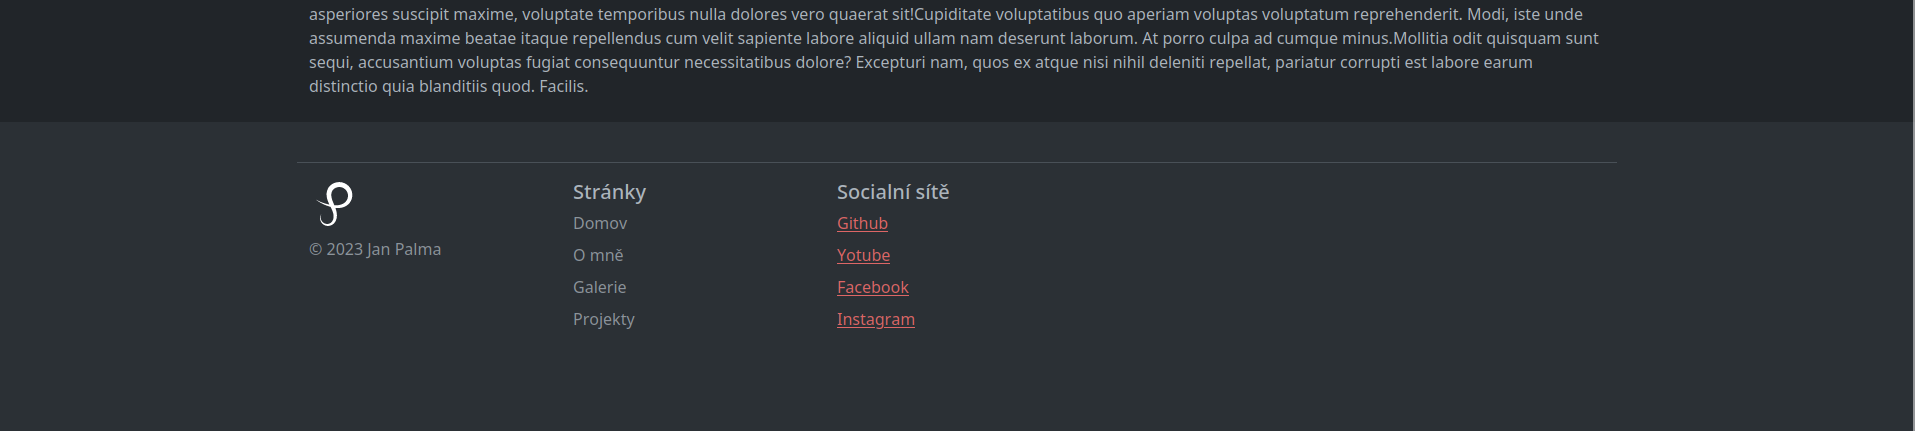 asperiores suscipit maxime, voluptate temporibus nulla dolores vero quaerat sit!Cupiditate voluptatibus quo aperiam voluptas voluptatum reprehenderit. Modi, iste unde
assumenda maxime beatae itaque repellendus cum velit sapiente labore aliquid ullam nam deserunt laborum. At porro culpa ad cumque minus.Mollitia odit quisquam sunt
sequi, accusantium voluptas fugiat consequuntur necessitatibus dolore? Excepturi nam, quos ex atque nisi nihil deleniti repellat, pariatur corrupti est labore earum
distinctio quia blanditiis quod. Facilis.
© 2023 Jan Palma
Stránky
Domov
O mně
Galerie
Projekty
Socialní sítě
Github
Yotube
Facebook
Instagram